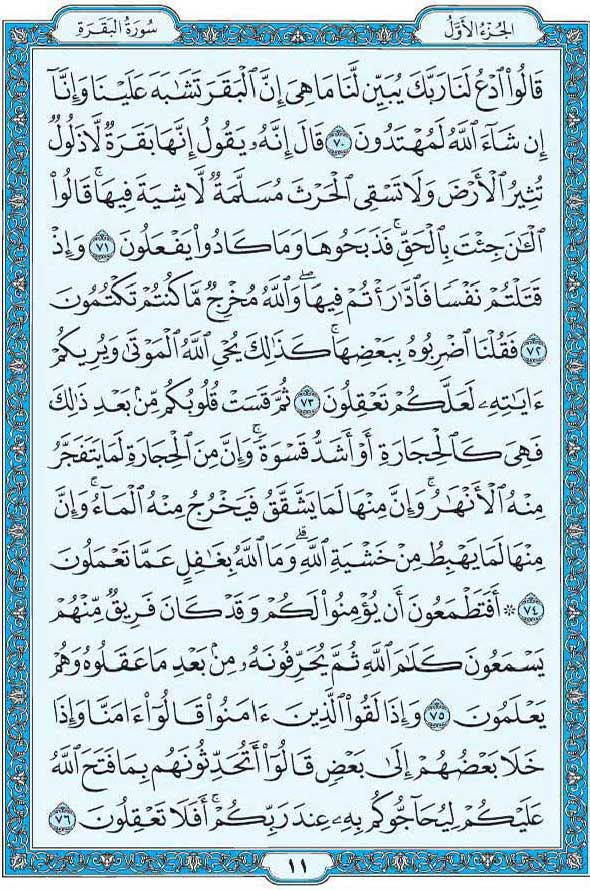 الجُزْءُ الأَوَّلُ
سُورَةُ البَقَرَةِ
قَالُوا۟ ٱدْعُ لَنَا رَبَّكَ يُبَيِّن لَّنَا مَا هِىَ إِنَّ ٱلْبَقَرَ تَشَٰبَهَ عَلَيْنَا وَإِنَّآ
إِن شَآءَ ٱللَّهُ لَمُهْتَدُونَ ٧٠ قَالَ إِنَّهُۥ يَقُولُ إِنَّهَا بَقَرَةٌ لَّا ذَلُولٌ
تُثِيرُ ٱلْأَرْضَ وَلَا تَسْقِى ٱلْحَرْثَ مُسَلَّمَةٌ لَّا شِيَةَ فِيهَا ۚ قَالُوا۟
ٱلْـَٰٔنَ جِئْتَ بِٱلْحَقِّ ۚ فَذَبَحُوهَا وَمَا كَادُوا۟ يَفْعَلُونَ ٧١ وَإِذْ
قَتَلْتُمْ نَفْسًا فَٱدَّٰرَْٰٔتُمْ فِيهَا ۖ وَٱللَّهُ مُخْرِجٌ مَّا كُنتُمْ تَكْتُمُونَ
٧٢ فَقُلْنَا ٱضْرِبُوهُ بِبَعْضِهَا ۚ كَذَٰلِكَ يُحْىِ ٱللَّهُ ٱلْمَوْتَىٰ وَيُرِيكُمْ
ءَايَٰتِهِۦ لَعَلَّكُمْ تَعْقِلُونَ ٧٣ ثُمَّ قَسَتْ قُلُوبُكُم مِّنۢ بَعْدِ ذَٰلِكَ
فَهِىَ كَٱلْحِجَارَةِ أَوْ أَشَدُّ قَسْوَةً ۚ وَإِنَّ مِنَ ٱلْحِجَارَةِ لَمَا يَتَفَجَّرُ
مِنْهُ ٱلْأَنْهَٰرُ ۚ وَإِنَّ مِنْهَا لَمَا يَشَّقَّقُ فَيَخْرُجُ مِنْهُ ٱلْمَآءُ ۚ وَإِنَّ
مِنْهَا لَمَا يَهْبِطُ مِنْ خَشْيَةِ ٱللَّهِ ۗ وَمَا ٱللَّهُ بِغَٰفِلٍ عَمَّا تَعْمَلُونَ
٧٤ ۞ أَفَتَطْمَعُونَ أَن يُؤْمِنُوا۟ لَكُمْ وَقَدْ كَانَ فَرِيقٌ مِّنْهُمْ
يَسْمَعُونَ كَلَٰمَ ٱللَّهِ ثُمَّ يُحَرِّفُونَهُۥ مِنۢ بَعْدِ مَا عَقَلُوهُ وَهُمْ
يَعْلَمُونَ ٧٥ وَإِذَا لَقُوا۟ ٱلَّذِينَ ءَامَنُوا۟ قَالُوٓا۟ ءَامَنَّا وَإِذَا
خَلَا بَعْضُهُمْ إِلَىٰ بَعْضٍ قَالُوٓا۟ أَتُحَدِّثُونَهُم بِمَا فَتَحَ ٱللَّهُ
عَلَيْكُمْ لِيُحَآجُّوكُم بِهِۦ عِندَ رَبِّكُمْ ۚ أَفَلَا تَعْقِلُونَ ٧٦
١١